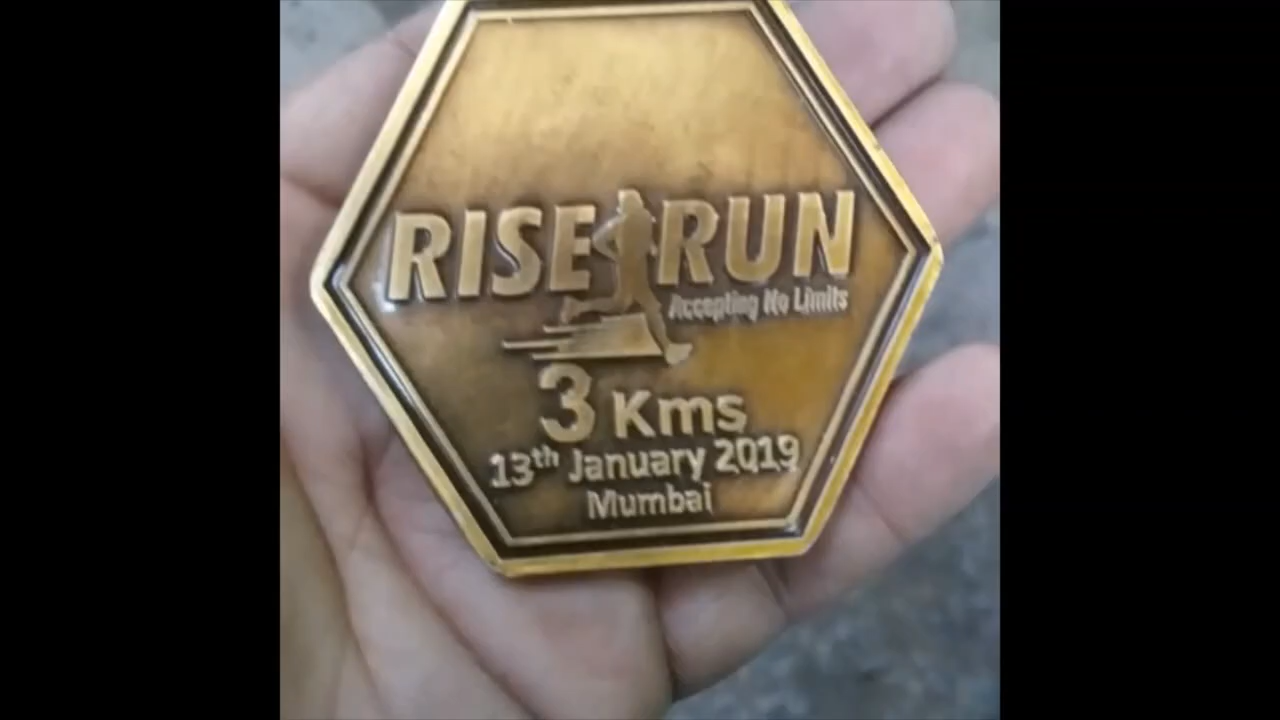 RISE RUN
Accepting No Limits
3 Kms
13th January 2019
Mumbai